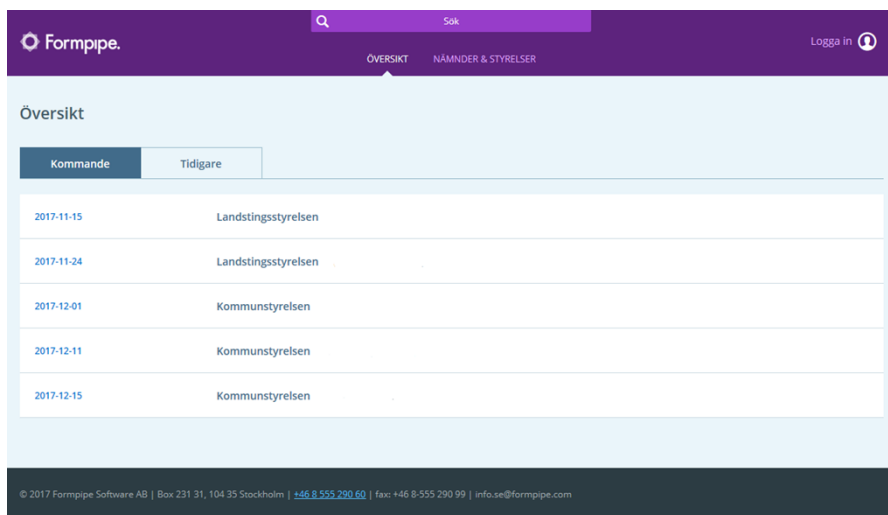 Sök
Formpipe.
Logga in
ÖVERSIKT NÄMNDER & STYRELSER
Översikt
Kommande Tidigare
2017-11-15 Landstingsstyrelsen
2017-11-24 Landstingsstyrelsen
2017-12-01 Kommunstyrelsen
2017-12-11 Kommunstyrelsen
2017-12-15 Kommunstyrelsen
© 2017 Formpipe Software AB | Box 231 31, 104 35 Stockholm | +46 8 555 290 60 | fax: +46 8-555 290 99 | info.se@formpipe.com